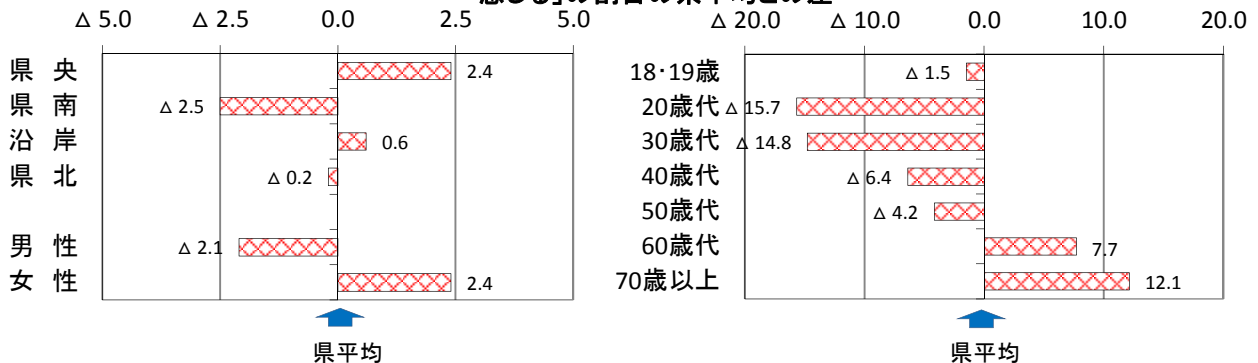 感じる」の割合の県平均との差
△ 5.0 △ 2.5 0.0 2.5 5.0
県 央 2.4
県 南 △ 2.5
沿 岸 0.6
県 北 △ 0.2
男 性 △ 2.1
女 性 2.4
県平均
△ 20.0 △ 10.0 0.0 10.0 20.0
18・19歳 △ 1.5
20歳代 △ 15.7
30歳代 △ 14.8
40歳代 △ 6.4
50歳代 △ 4.2
60歳代 7.7
70歳以上 12.1
県平均